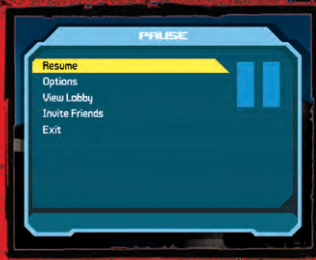 PAUSE
Resume
Options
View Lobby
Invite Friends
Exit